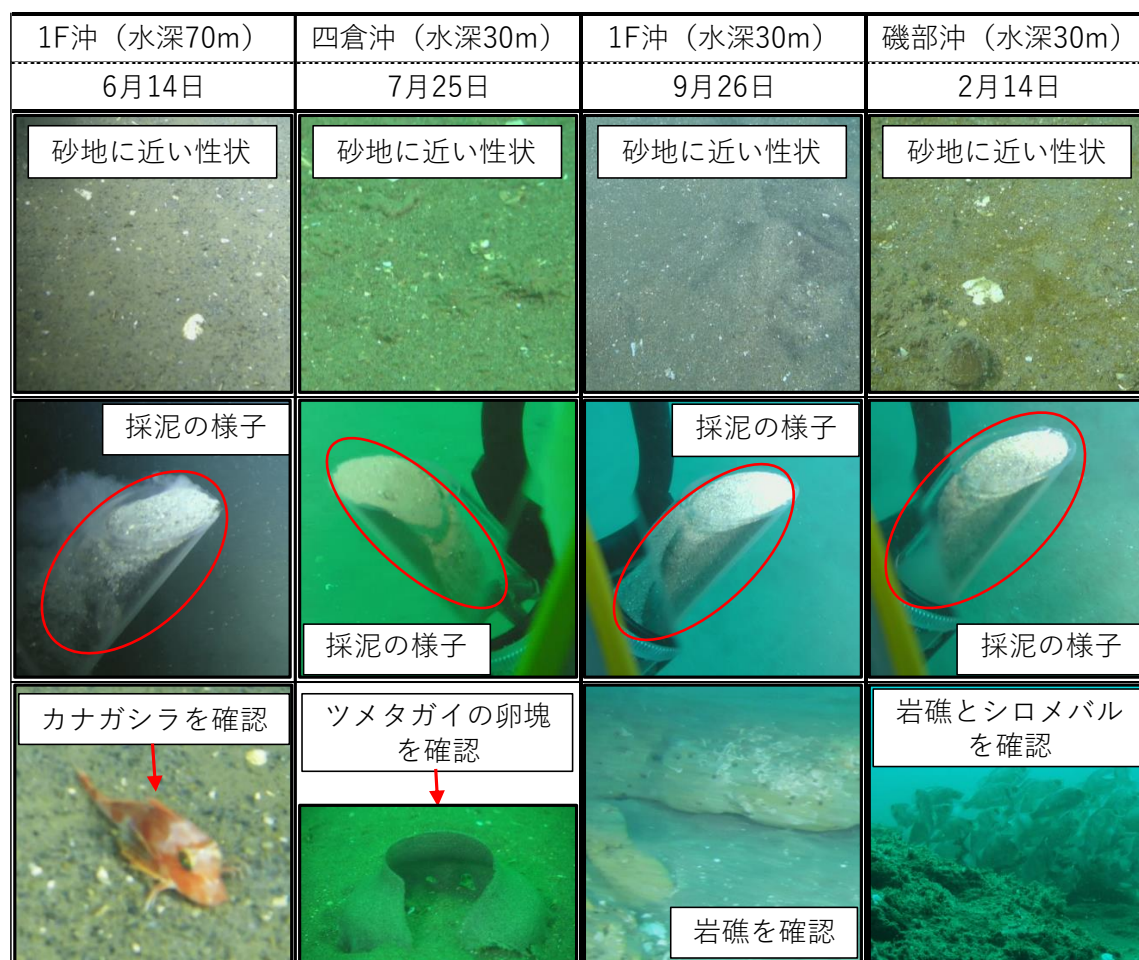 1F沖（水深70m）
四倉沖（水深30m）
1F沖（水深30m）
磯部沖（水深30m）
6月14日
7月25日
9月26日
2月14日
砂地に近い性状
砂地に近い性状
砂地に近い性状
砂地に近い性状
採泥の様子
採泥の様子
採泥の様子
採泥の様子
カナガシラを確認
ツメタガイの卵塊
を確認
岩礁を確認
岩礁とシロメバル
を確認